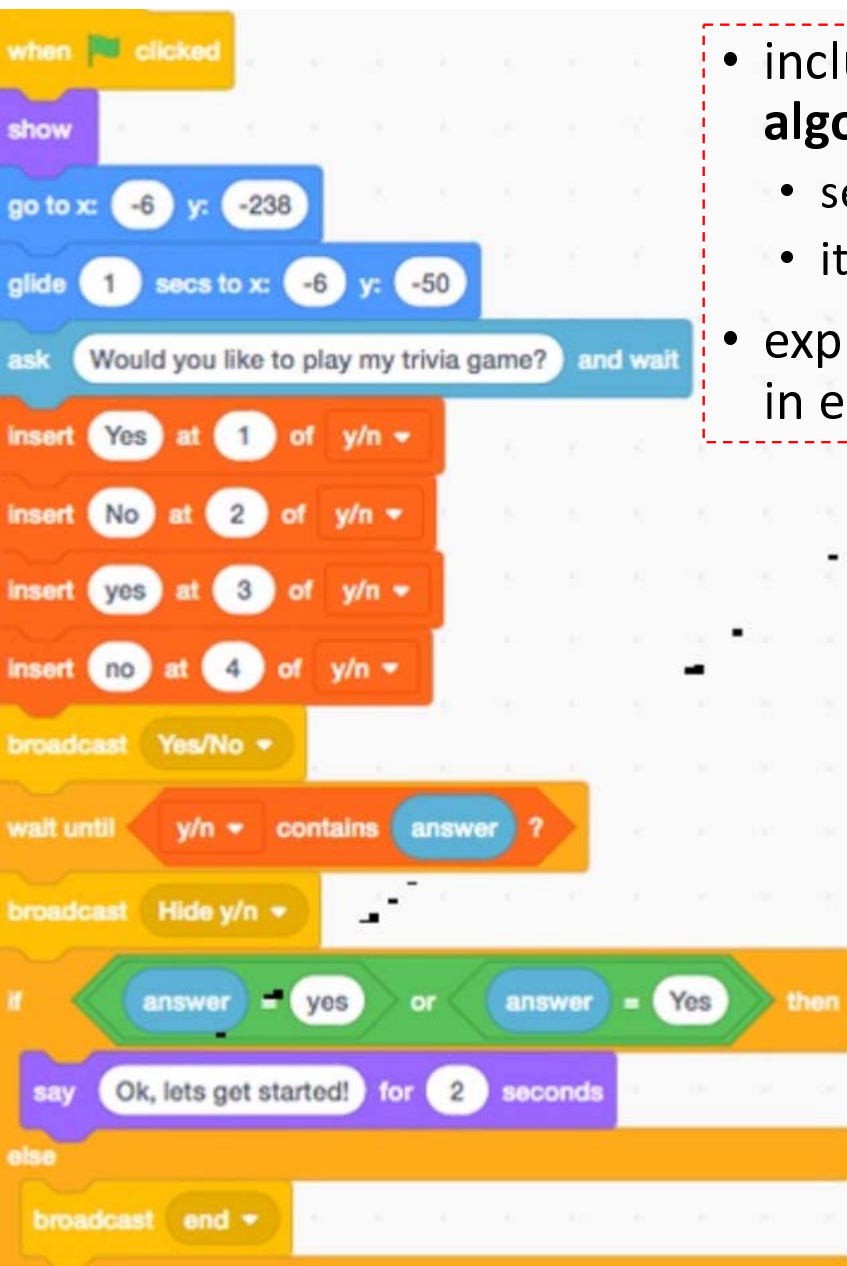 when clicked
show
go to x: -6 y: -238
glide 1 secs to x: -6 y: -50
ask Would you like to play my trivia game? and wait
insert Yes at 1 of y/n
insert No at 2 of y/n
insert yes at 3 of y/n
insert no at 4 of y/n
broadcast Yes/No
wait until y/n contains answer ?
broadcast Hide y/n
if answer = yes or answer = Yes then
say Ok, lets get started! for 2 seconds
else
broadcast end
• 
• 
• 
• it
• 
in e